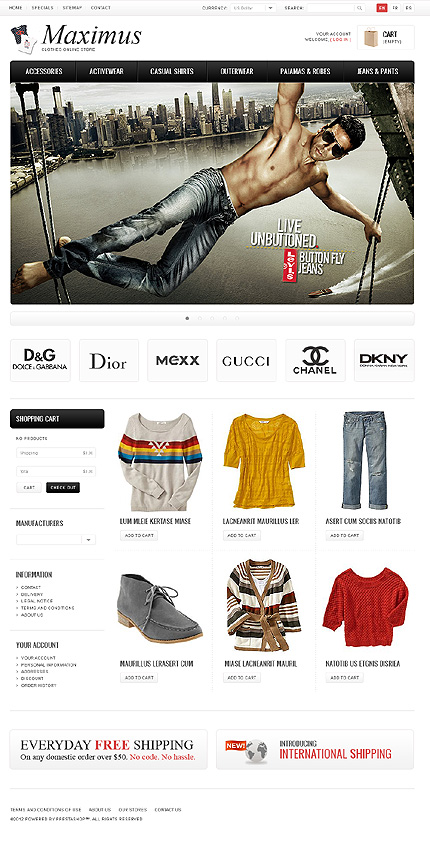 HOME SPECIALS SITEMAP CONTACT
CURRENCY: US Dollar SEARCH: EN FR ES
Maximus
CLOTHES ONLINE STORE
YOUR ACCOUNT
WELCOME, ( LOG IN )
CART
(EMPTY)
ACCESSORIES ACTIVEWEAR CASUAL SHIRTS OUTERWEAR PAJAMAS & ROBES JEANS & PANTS
LIVE
UNBUTTONED.
Levi's BUTTON FLY
JEANS
D&G
DOLCE & GABBANA
Dior
MEXX
GUCCI
CHANEL
DKNY
DONNA KARAN NEW YORK
SHOPPING CART
NO PRODUCTS
Shipping
Total
CART CHECK OUT
MANUFACTURERS
INFORMATION
CONTACT
DELIVERY
LEGAL NOTICE
TERMS AND CONDITIONS
ABOUT US
YOUR ACCOUNT
YOUR ACCOUNT
PERSONAL INFORMATION
ADDRESSES
DISCOUNT
ORDER HISTORY
LUM MLEIE KERTASE MIASE
ADD TO CART
LACNEANRIT MAURILLUS LER
ADD TO CART
ASERT CUM SOCIIS NATOTIB
ADD TO CART
MAURILLUS LERASERT CUM
ADD TO CART
MIASE LACNEANRIT MAURIL
ADD TO CART
NATOTIB US ETGNIS DISRIEA
ADD TO CART
EVERYDAY FREE SHIPPING
On any domestic order over $50. No code. No hassle.
NEW!
INTRODUCING
INTERNATIONAL SHIPPING
TERMS AND CONDITIONS OF USE ABOUT US OUR STORES CONTACT US
©2012 POWERED BY PRESTASHOP™. ALL RIGHTS RESERVED